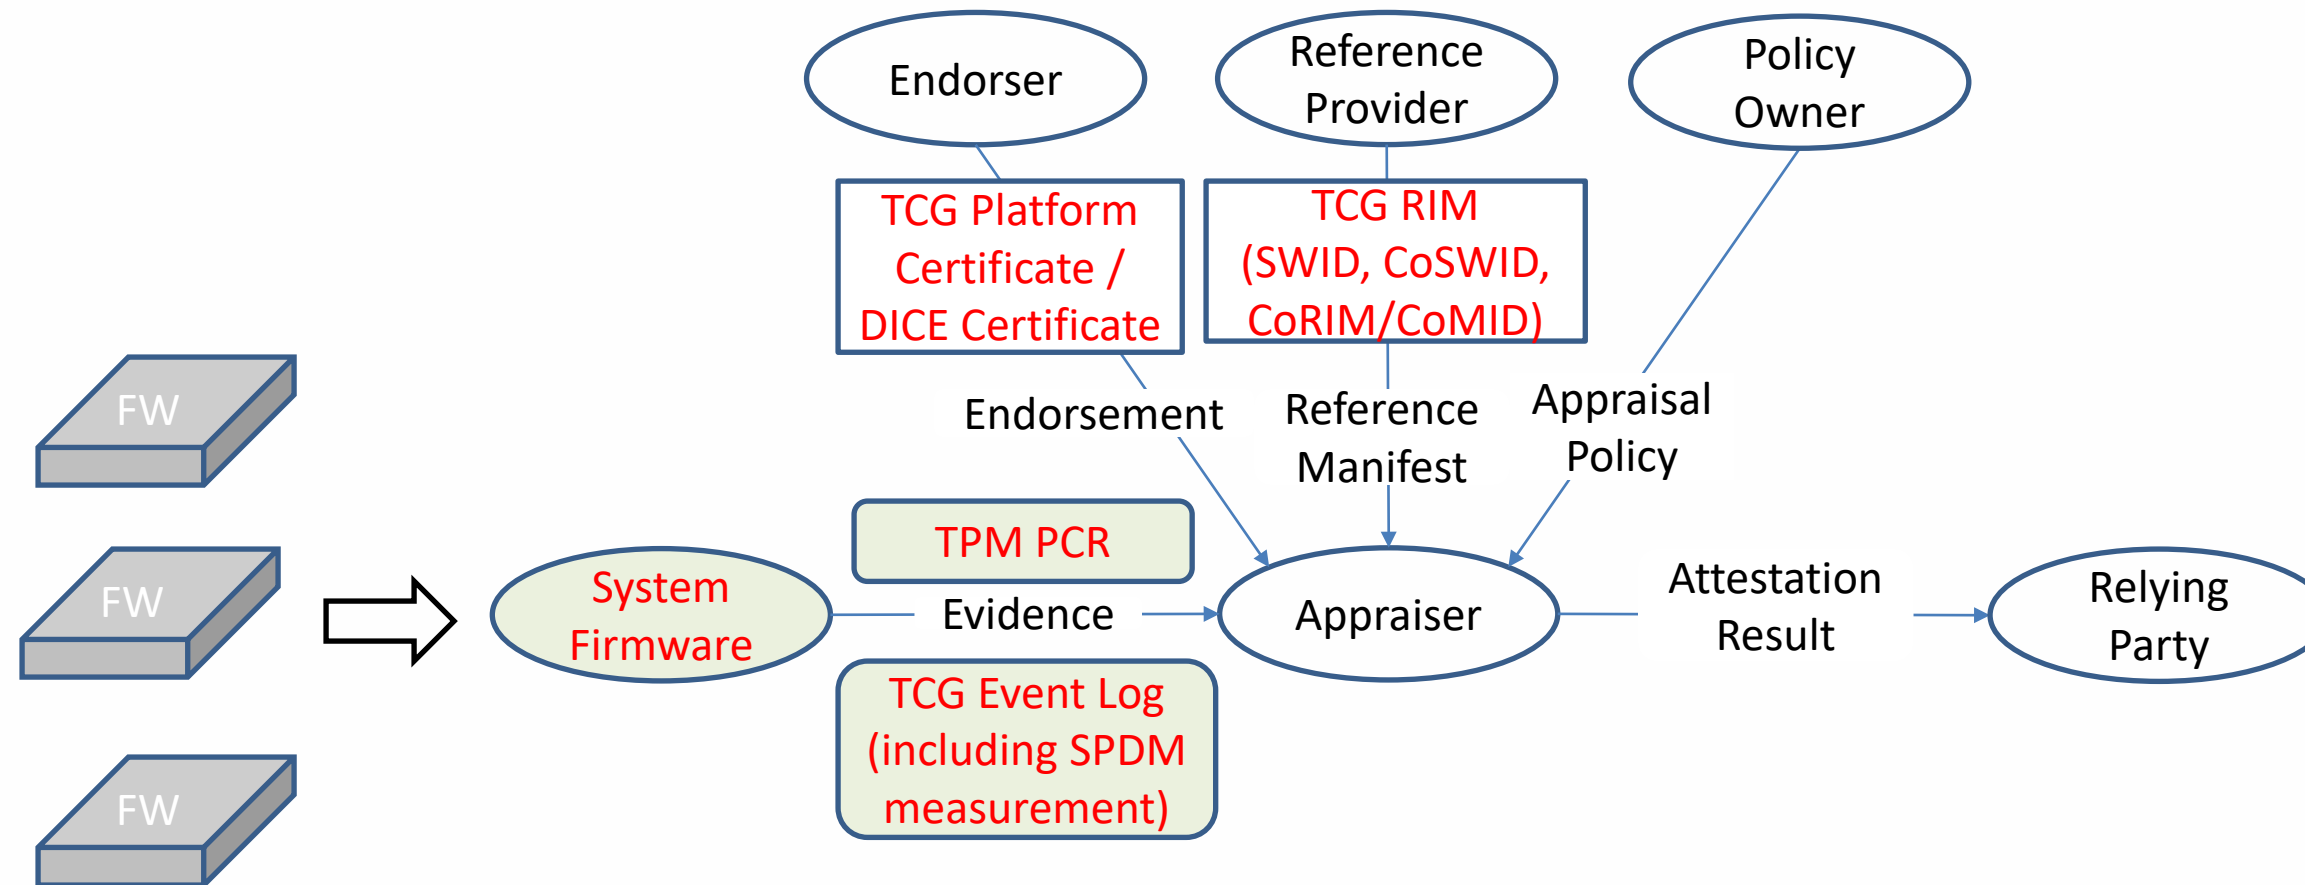 Endorser
Reference
Provider
Policy
Owner
TCG Platform
Certificate /
DICE Certificate
TCG RIM
(SWID, CoSWID,
CoRIM/CoMID)
Endorsement
Reference
Manifest
Appraisal
Policy
FW
FW
FW
System
Firmware
TPM PCR
Evidence
TCG Event Log
(including SPDM
measurement)
Appraiser
Attestation
Result
Relying
Party